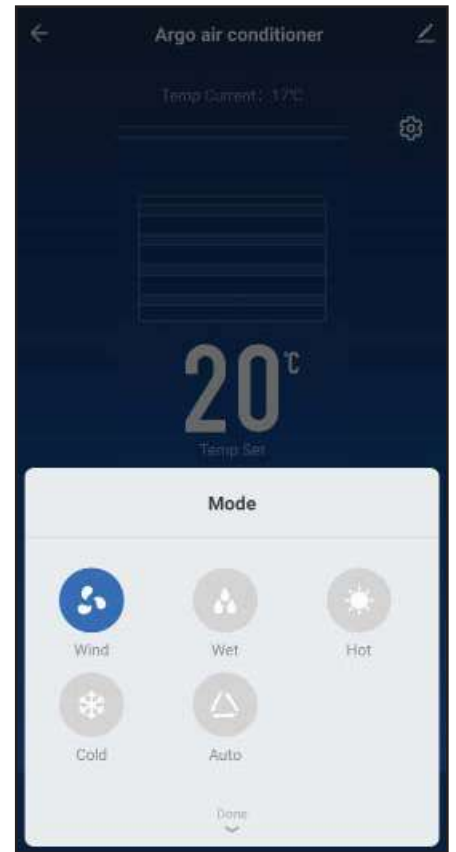 Argo air conditioner
Temp Current: 17℃
20℃
Temp Set
Mode
Wind Wet Hot
Cold Auto
Done